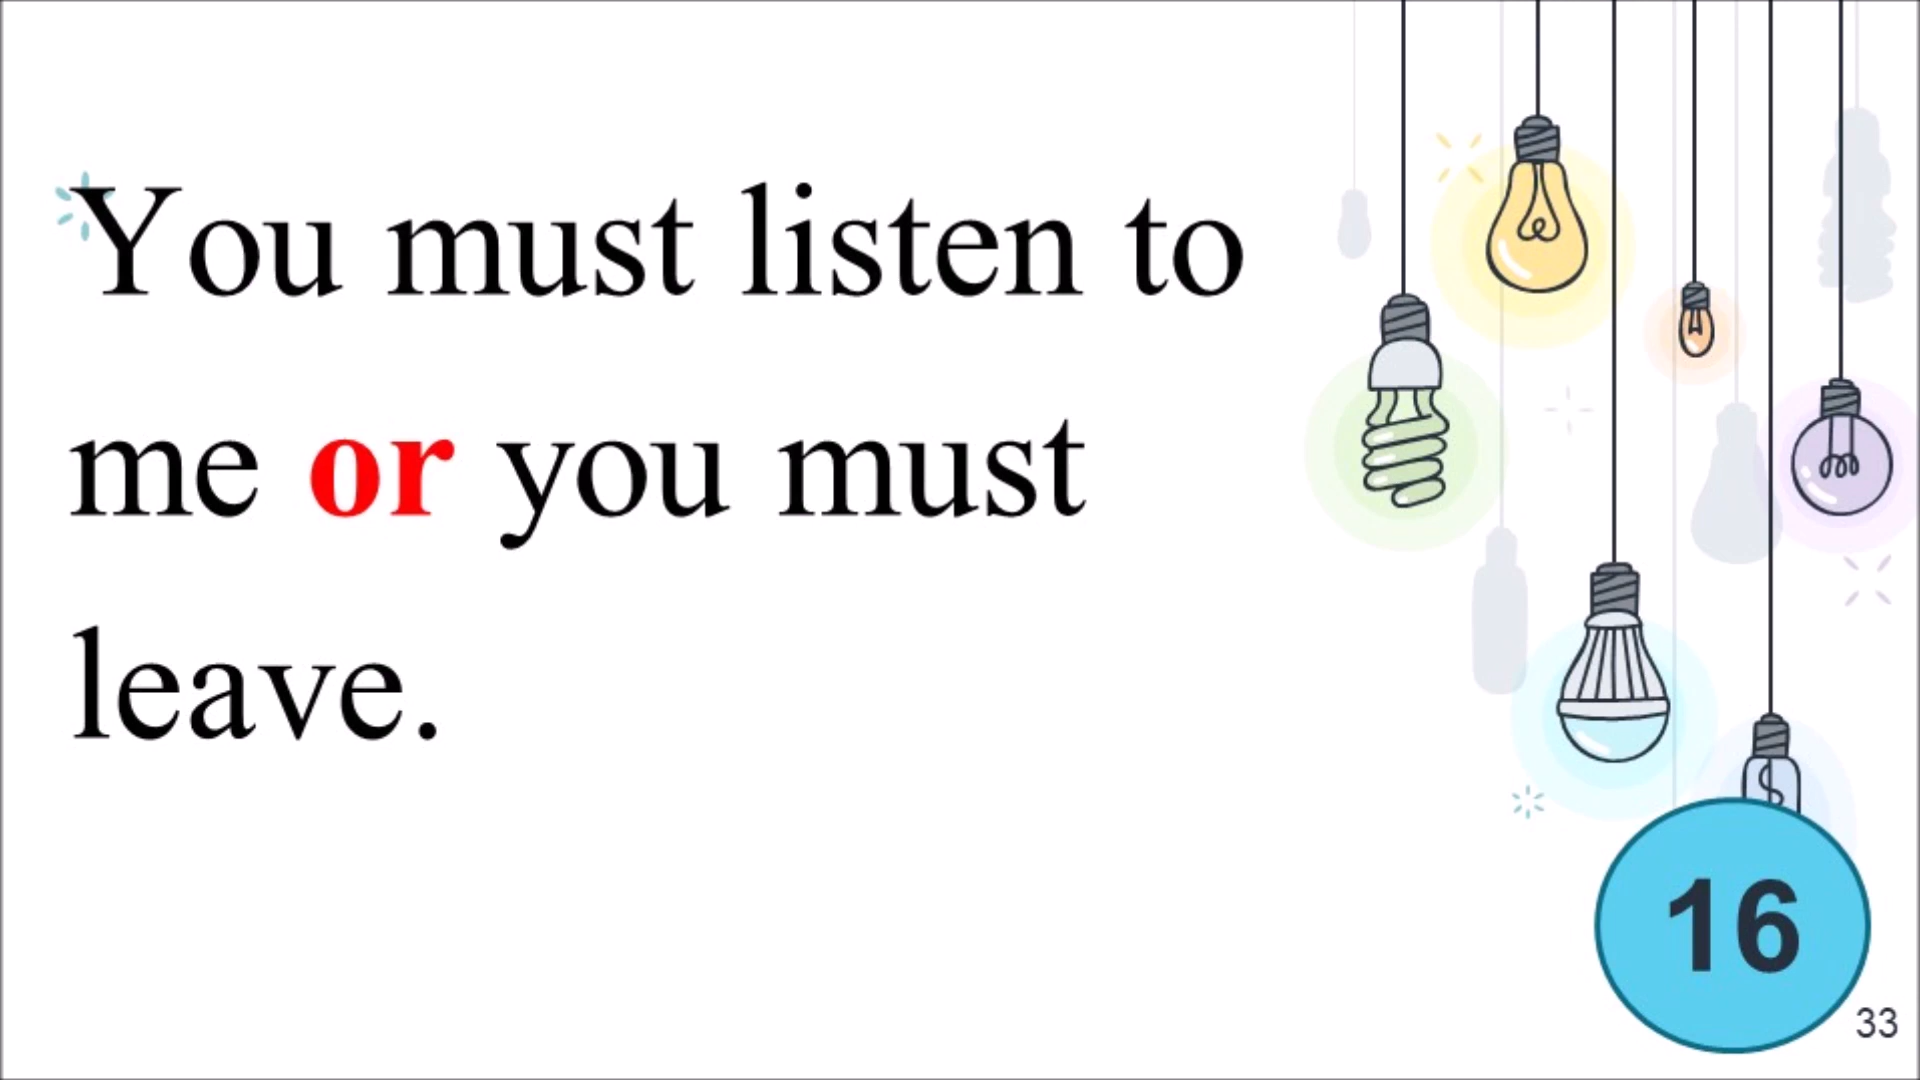 You must listen to
me or you must
leave.
16
33